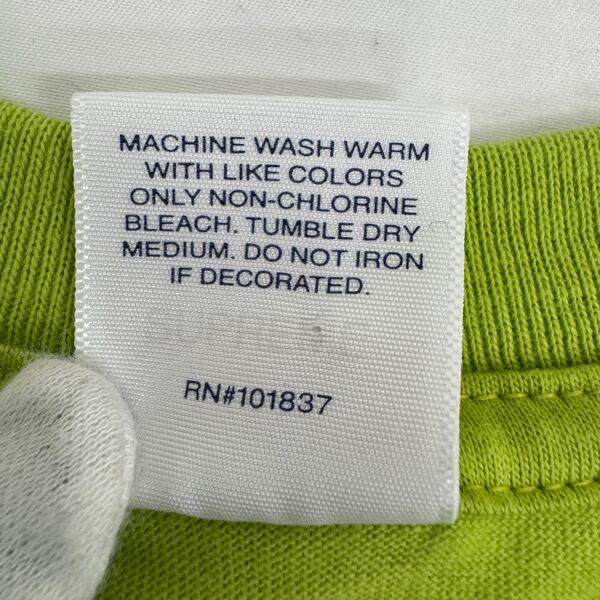 MACHINE WASH WARM
WITH LIKE COLORS
ONLY NON-CHLORINE
BLEACH. TUMBLE DRY
MEDIUM. DO NOT IRON
IF DECORATED.
RN#101837